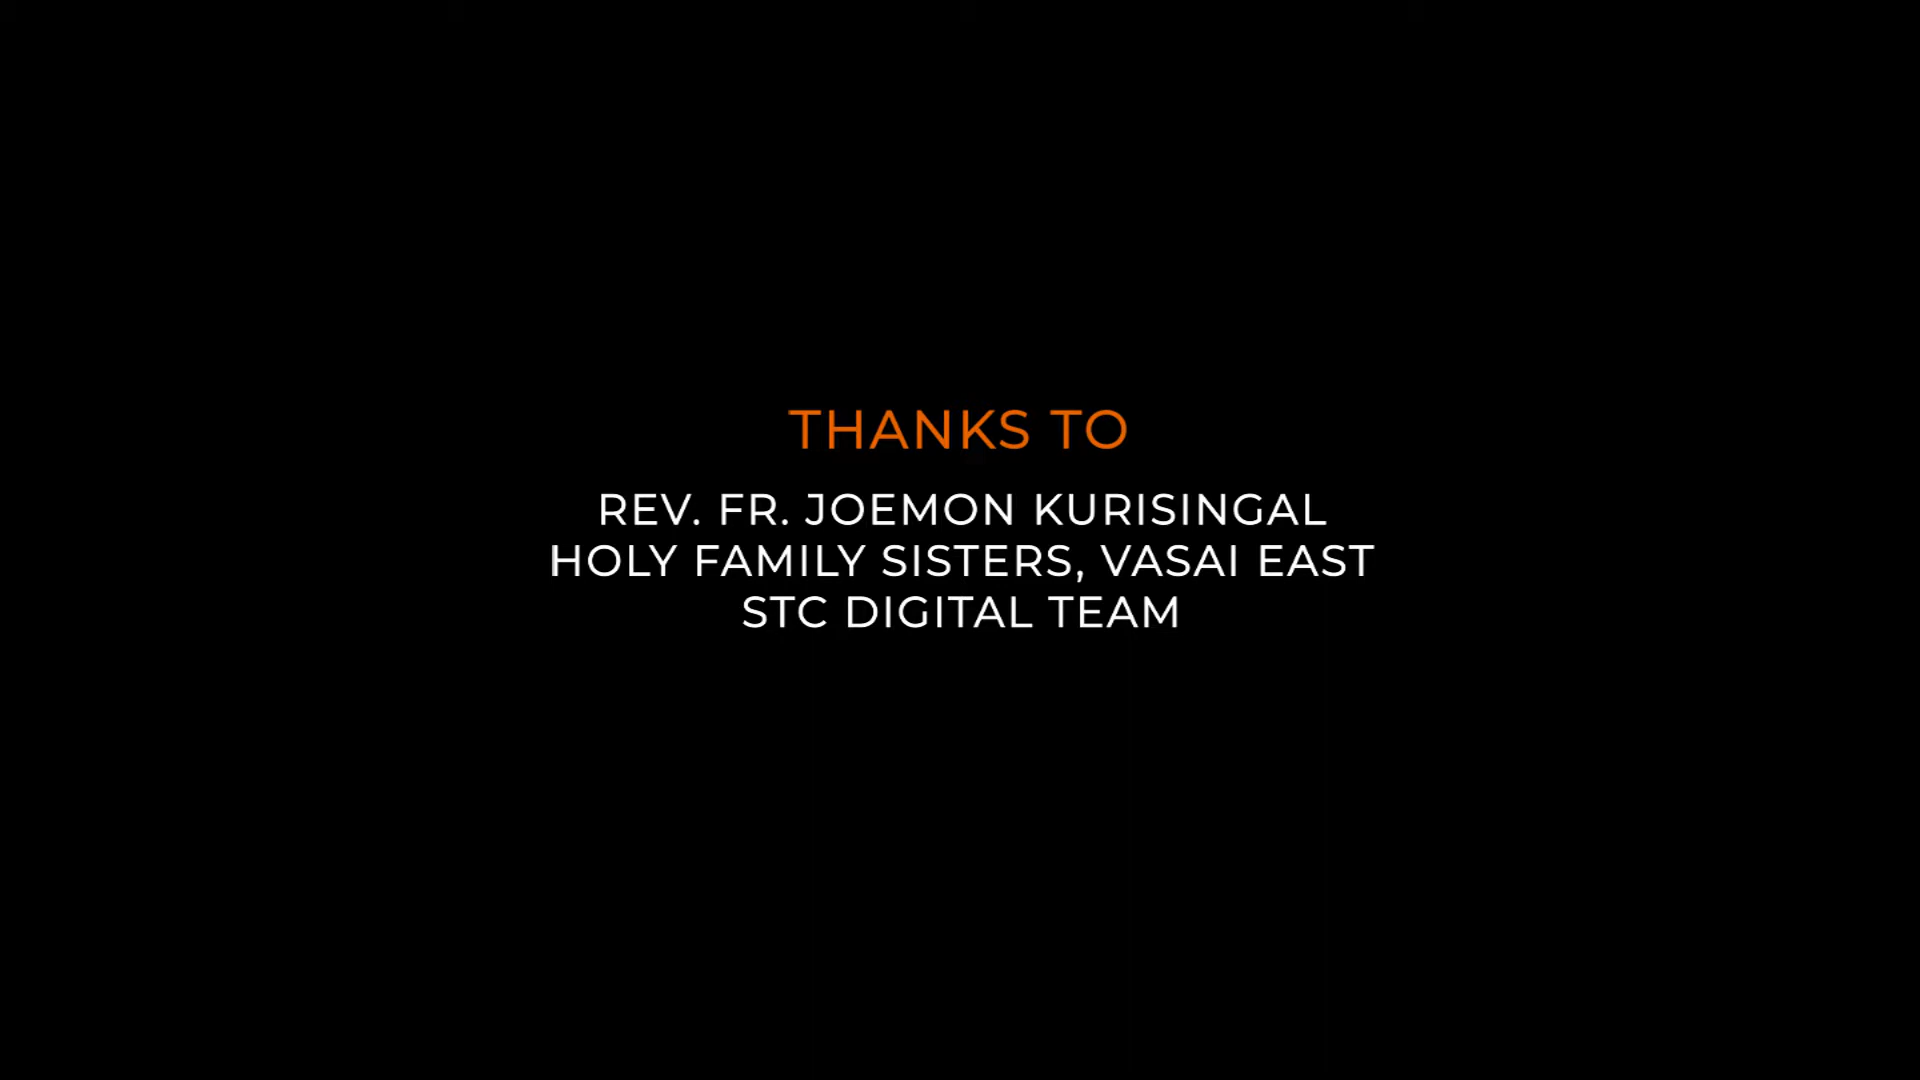 THANKS TO
REV. FR. JOEMON KURISINGAL
HOLY FAMILY SISTERS, VASAI EAST
STC DIGITAL TEAM